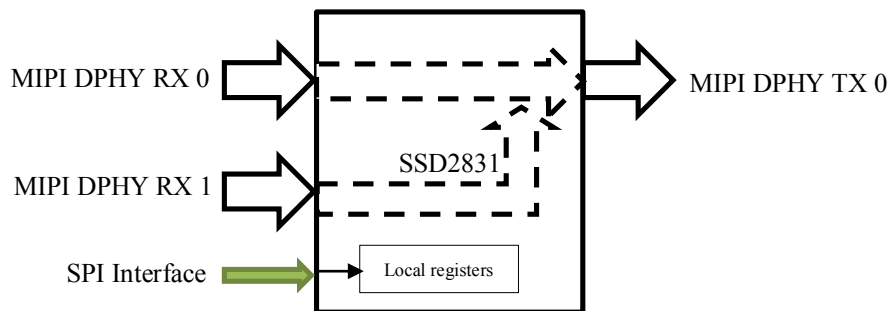 MIPI DPHY RX 0
MIPI DPHY TX 0
SSD2831
MIPI DPHY RX 1
SPI Interface
Local registers